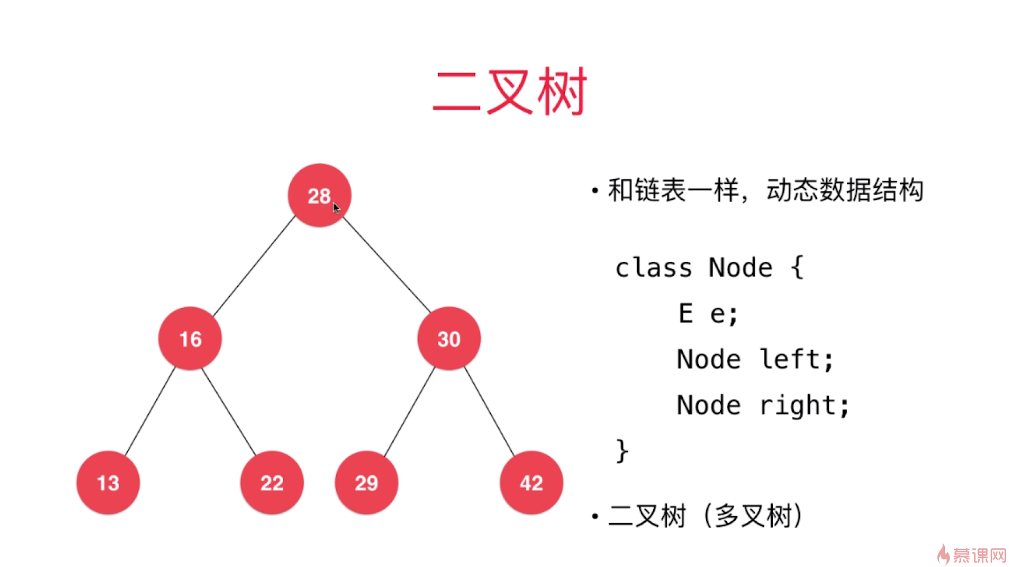 二叉树
28
16
30
13
22
29
42
• 和链表一样，动态数据结构
class Node {
E e;
Node left;
Node right;
}
• 二叉树（多叉树）
慕课网